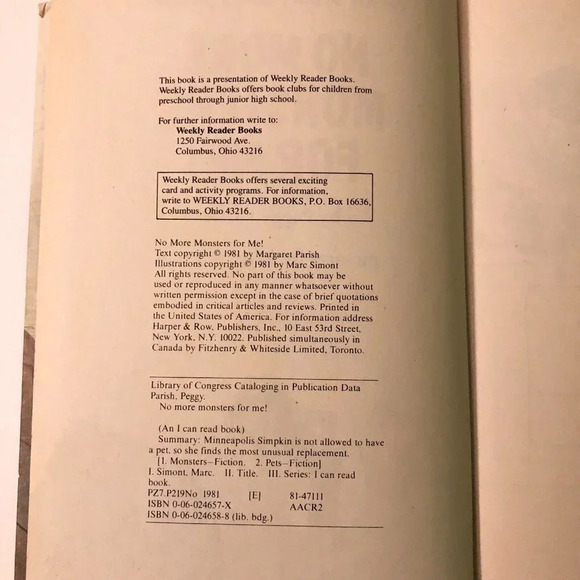 This book is a presentation of Weekly Reader Books.
Weekly Reader Books offers book clubs for children from
preschool through junior high school.
For further information write to:
Weekly Reader Books
1250 Fairwood Ave.
Columbus, Ohio 43216
Weekly Reader Books offers several exciting
card and activity programs. For information,
write to WEEKLY READER BOOKS, P.O. Box 16636,
Columbus, Ohio 43216.
No More Monsters for Me!
Text copyright © 1981 by Margaret Parish
Illustrations copyright © 1981 by Marc Simont
All rights reserved. No part of this book may be
used or reproduced in any manner whatsoever without
written permission except in the case of brief quotations
embodied in critical articles and reviews. Printed in
the United States of America. For information address
Harper & Row, Publishers, Inc., 10 East 53rd Street,
New York, N.Y. 10022. Published simultaneously in
Canada by Fitzhenry & Whiteside Limited, Toronto.
Library of Congress Cataloging in Publication Data
Parish, Peggy.
No more monsters for me!
(An I can read book)
Summary: Minneapolis Simpkin is not allowed to have
a pet, so she finds the most unusual replacement.
[1. Monsters—Fiction. 2. Pets—Fiction]
I. Simont, Marc. II. Title. III. Series: I can read
book.
PZ7.P219No 1981 [E] 81-47111
ISBN 0-06-024657-X AACR2
ISBN 0-06-024658-8 (lib. bdg.)